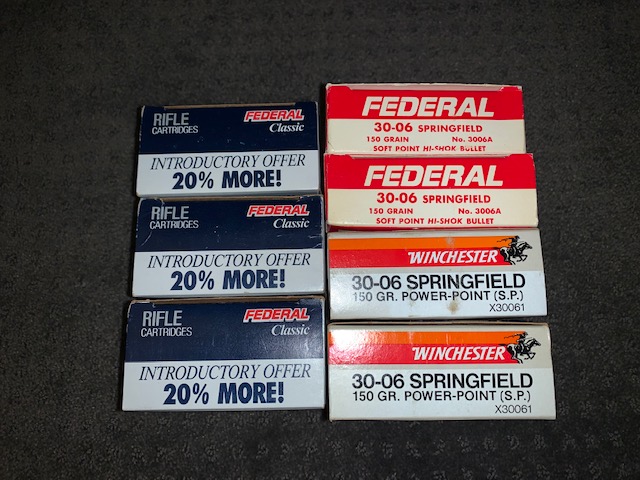 RIFLE
CARTRIDGES
FEDERAL
Classic
INTRODUCTORY OFFER
20% MORE!
RIFLE
CARTRIDGES
FEDERAL
Classic
INTRODUCTORY OFFER
20% MORE!
RIFLE
CARTRIDGES
FEDERAL
Classic
INTRODUCTORY OFFER
20% MORE!
FEDERAL
30-06 SPRINGFIELD
150 GRAIN No. 3006A
SOFT POINT HI-SHOK BULLET
FEDERAL
30-06 SPRINGFIELD
150 GRAIN No. 3006A
SOFT POINT HI-SHOK BULLET
WINCHESTER
30-06 SPRINGFIELD
150 GR. POWER-POINT (S.P.)
X30061
WINCHESTER
30-06 SPRINGFIELD
150 GR. POWER-POINT (S.P.)
X30061